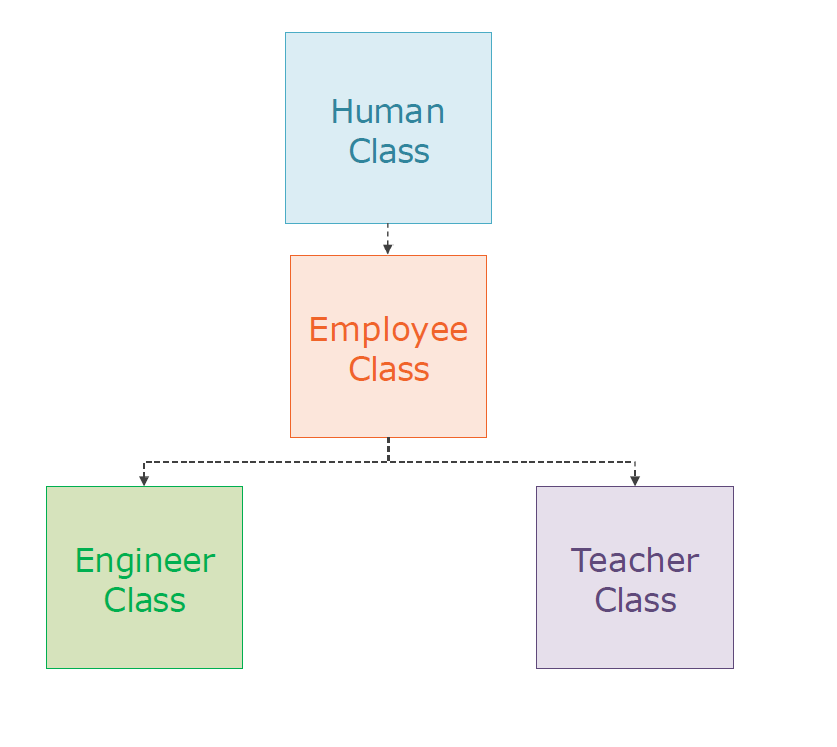 Human
Class
Employee
Class
Engineer
Class
Teacher
Class